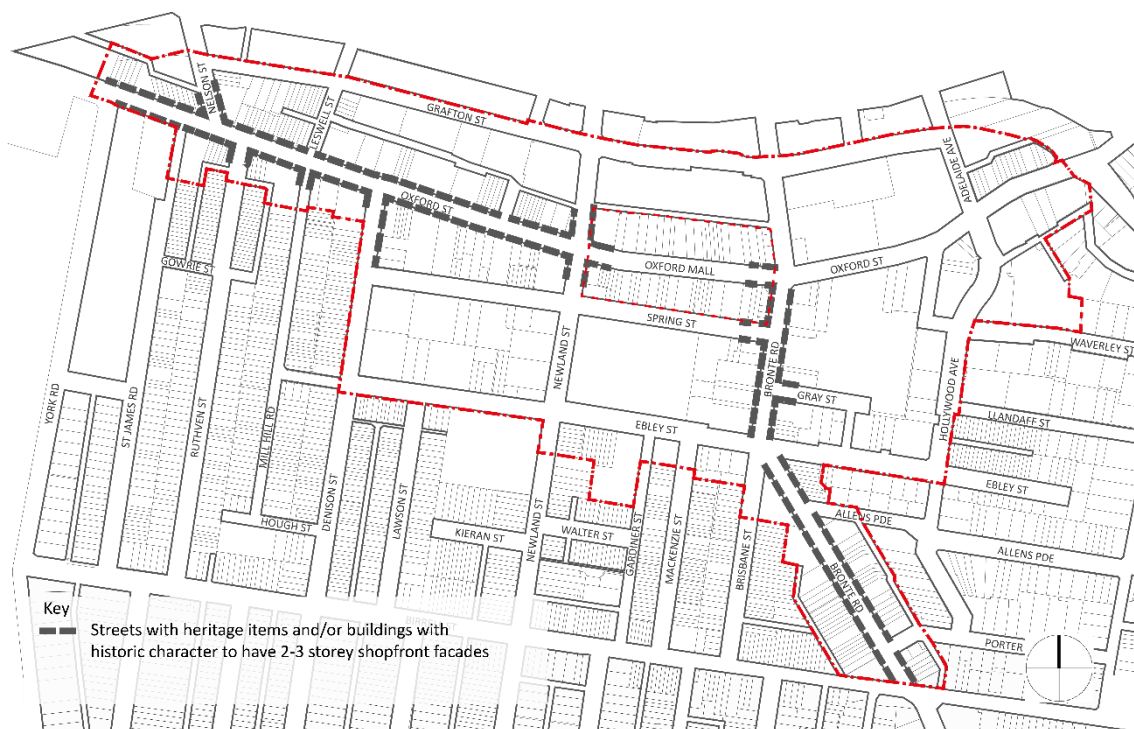 NELSON ST
LESWELL ST
GRAFTON ST
ADELAIDE AVE
OXFORD ST
OXFORD MALL
OXFORD ST
GOWRIE ST
SPRING ST
WAVERLEY ST
NEWLAND ST
BRONTE RD
HOLLYWOOD AVE
GRAY ST
YORK RD
ST JAMES RD
RUTHVEN ST
MILL HILL RD
EBLEY ST
LLANDAFF ST
EBLEY ST
DENISON ST
LAWSON ST
HOUGH ST
KIERAN ST
NEWLAND ST
WALTER ST
GARDINER ST
MACKENZIE ST
BRISBANE ST
ALLENS PDE
ALLENS PDE
BRONTE RD
PORTER
Key
Streets with heritage items and/or buildings with
historic character to have 2-3 storey shopfront facades